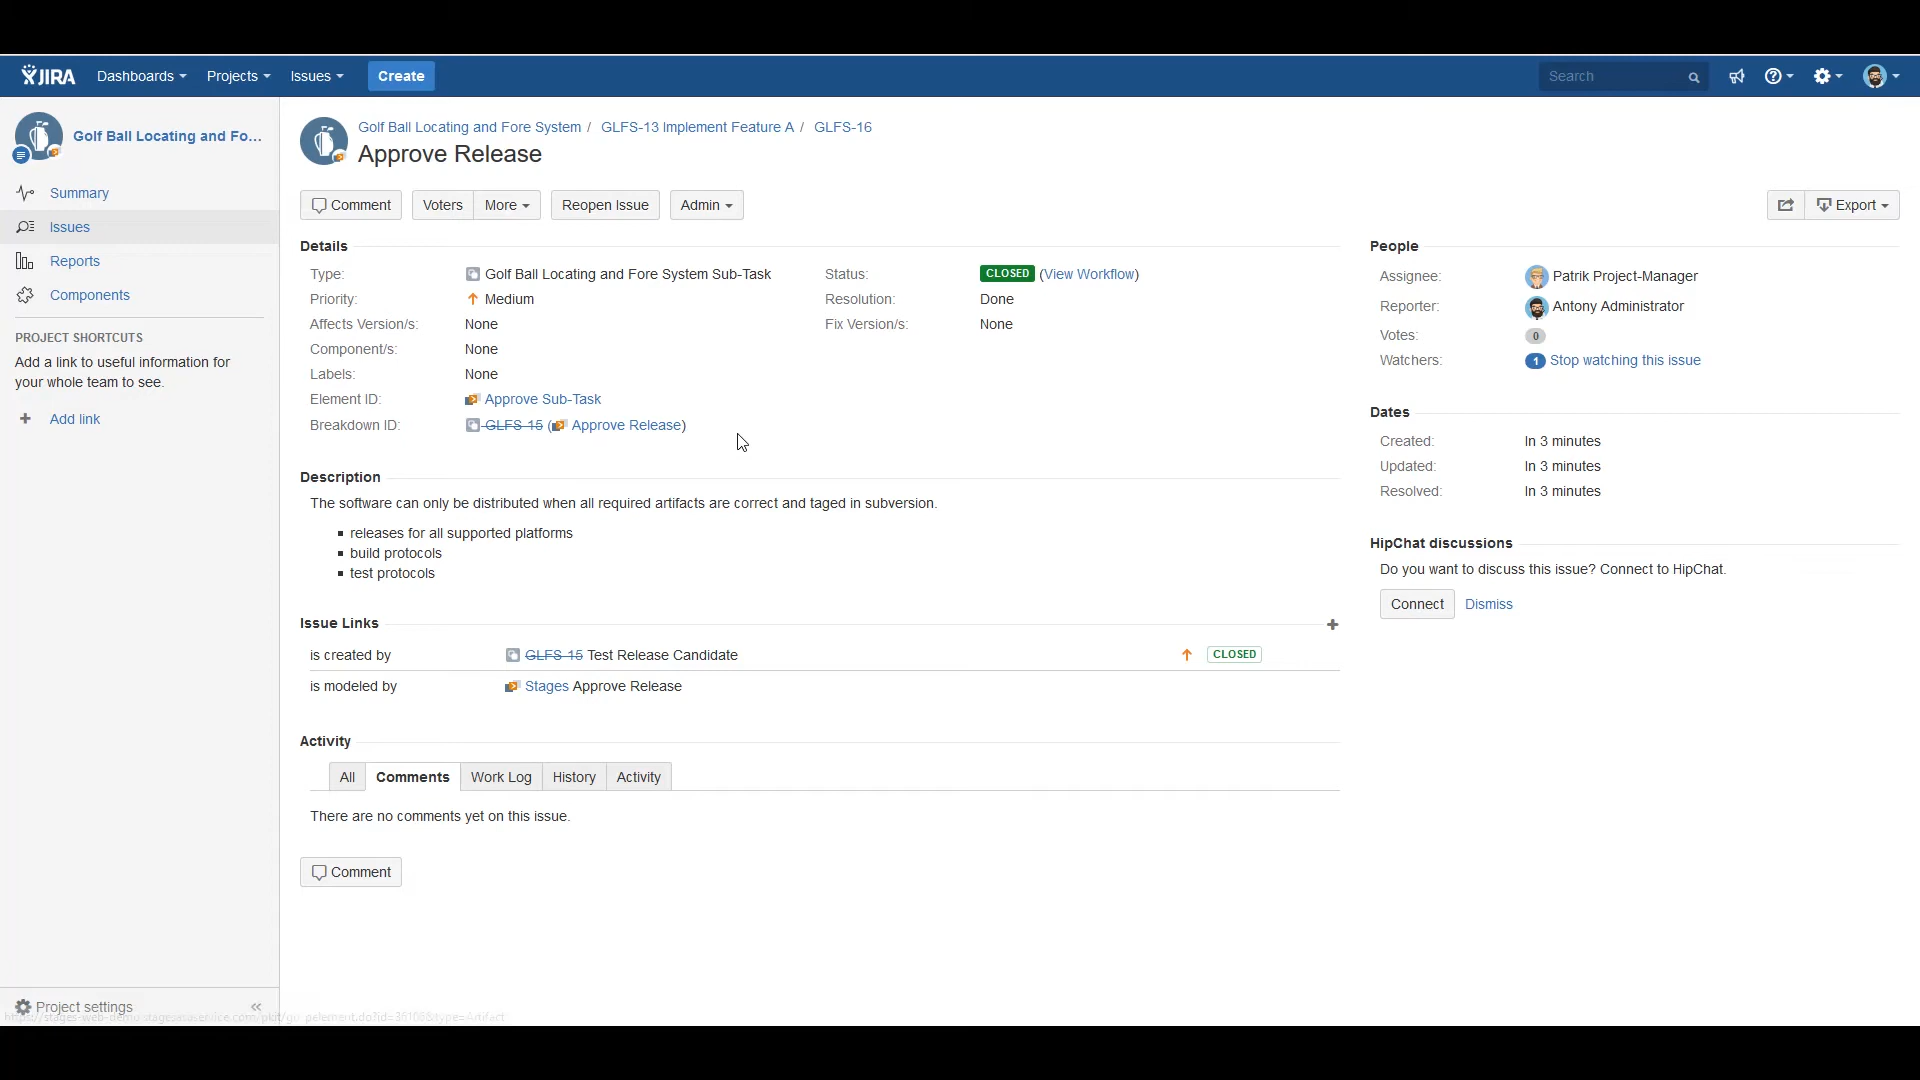 JIRA Dashboards Projects Issues Create Search
Golf Ball Locating and Fo...
Summary
Issues
Reports
Components
PROJECT SHORTCUTS
Add a link to useful information for
your whole team to see.
Add link
Project settings
Golf Ball Locating and Fore System / GLFS-13 Implement Feature A / GLFS-16
Approve Release
Comment Voters More Reopen Issue Admin Export
Details
Type: Golf Ball Locating and Fore System Sub-Task Status: CLOSED (View Workflow)
Priority: Medium Resolution: Done
Affects Version/s: None Fix Version/s: None
Component/s: None
Labels: None
Element ID: Approve Sub-Task
Breakdown ID: GLFS-15 (Approve Release)
Description
The software can only be distributed when all required artifacts are correct and taged in subversion.
releases for all supported platforms
build protocols
test protocols
Issue Links
is created by GLFS-15 Test Release Candidate CLOSED
is modeled by Stages Approve Release
Activity
All Comments Work Log History Activity
There are no comments yet on this issue.
Comment
People
Assignee: Patrik Project-Manager
Reporter: Antony Administrator
Votes: 0
Watchers: 1 Stop watching this issue
Dates
Created: In 3 minutes
Updated: In 3 minutes
Resolved: In 3 minutes
HipChat discussions
Do you want to discuss this issue? Connect to HipChat.
Connect Dismiss